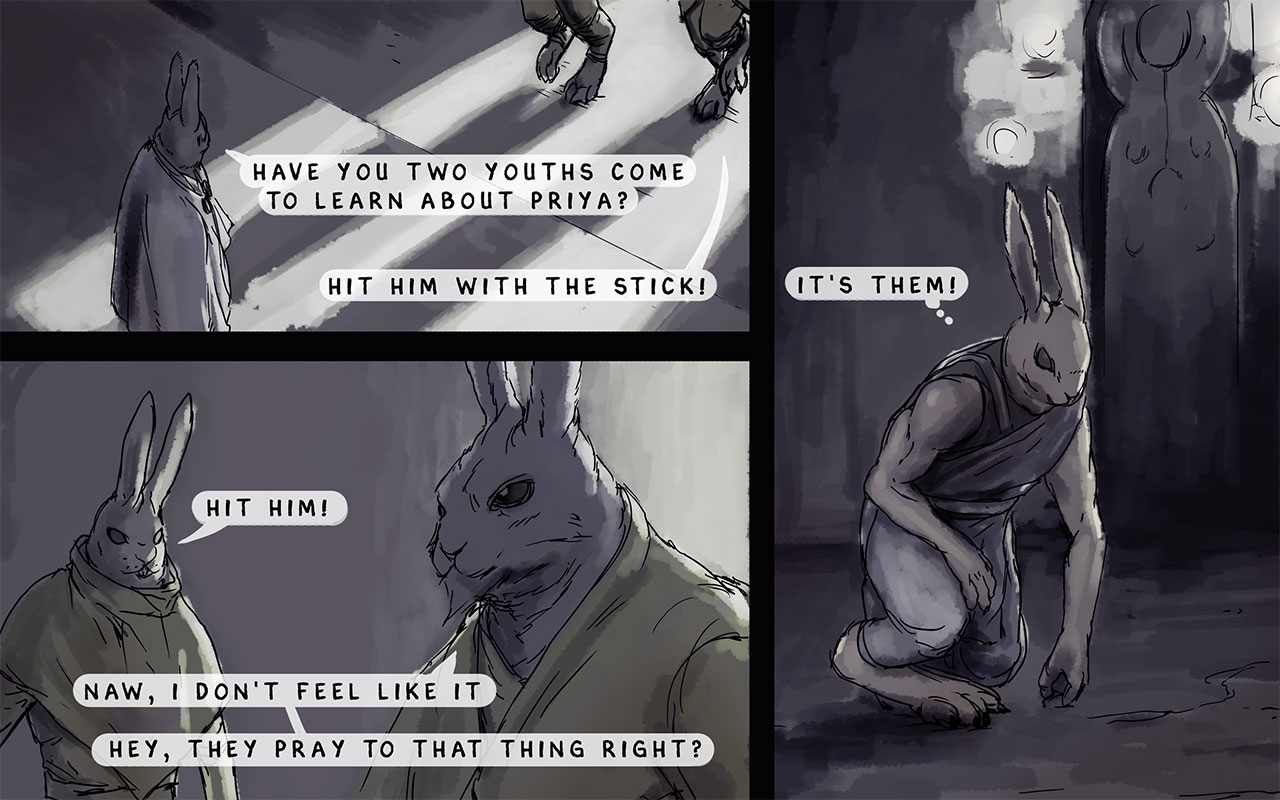 HAVE YOU TWO YOUTHS COME
TO LEARN ABOUT PRIYA?
HIT HIM WITH THE STICK!
HIT HIM!
NAW, I DON'T FEEL LIKE IT
HEY, THEY PRAY TO THAT THING RIGHT?
IT'S THEM!